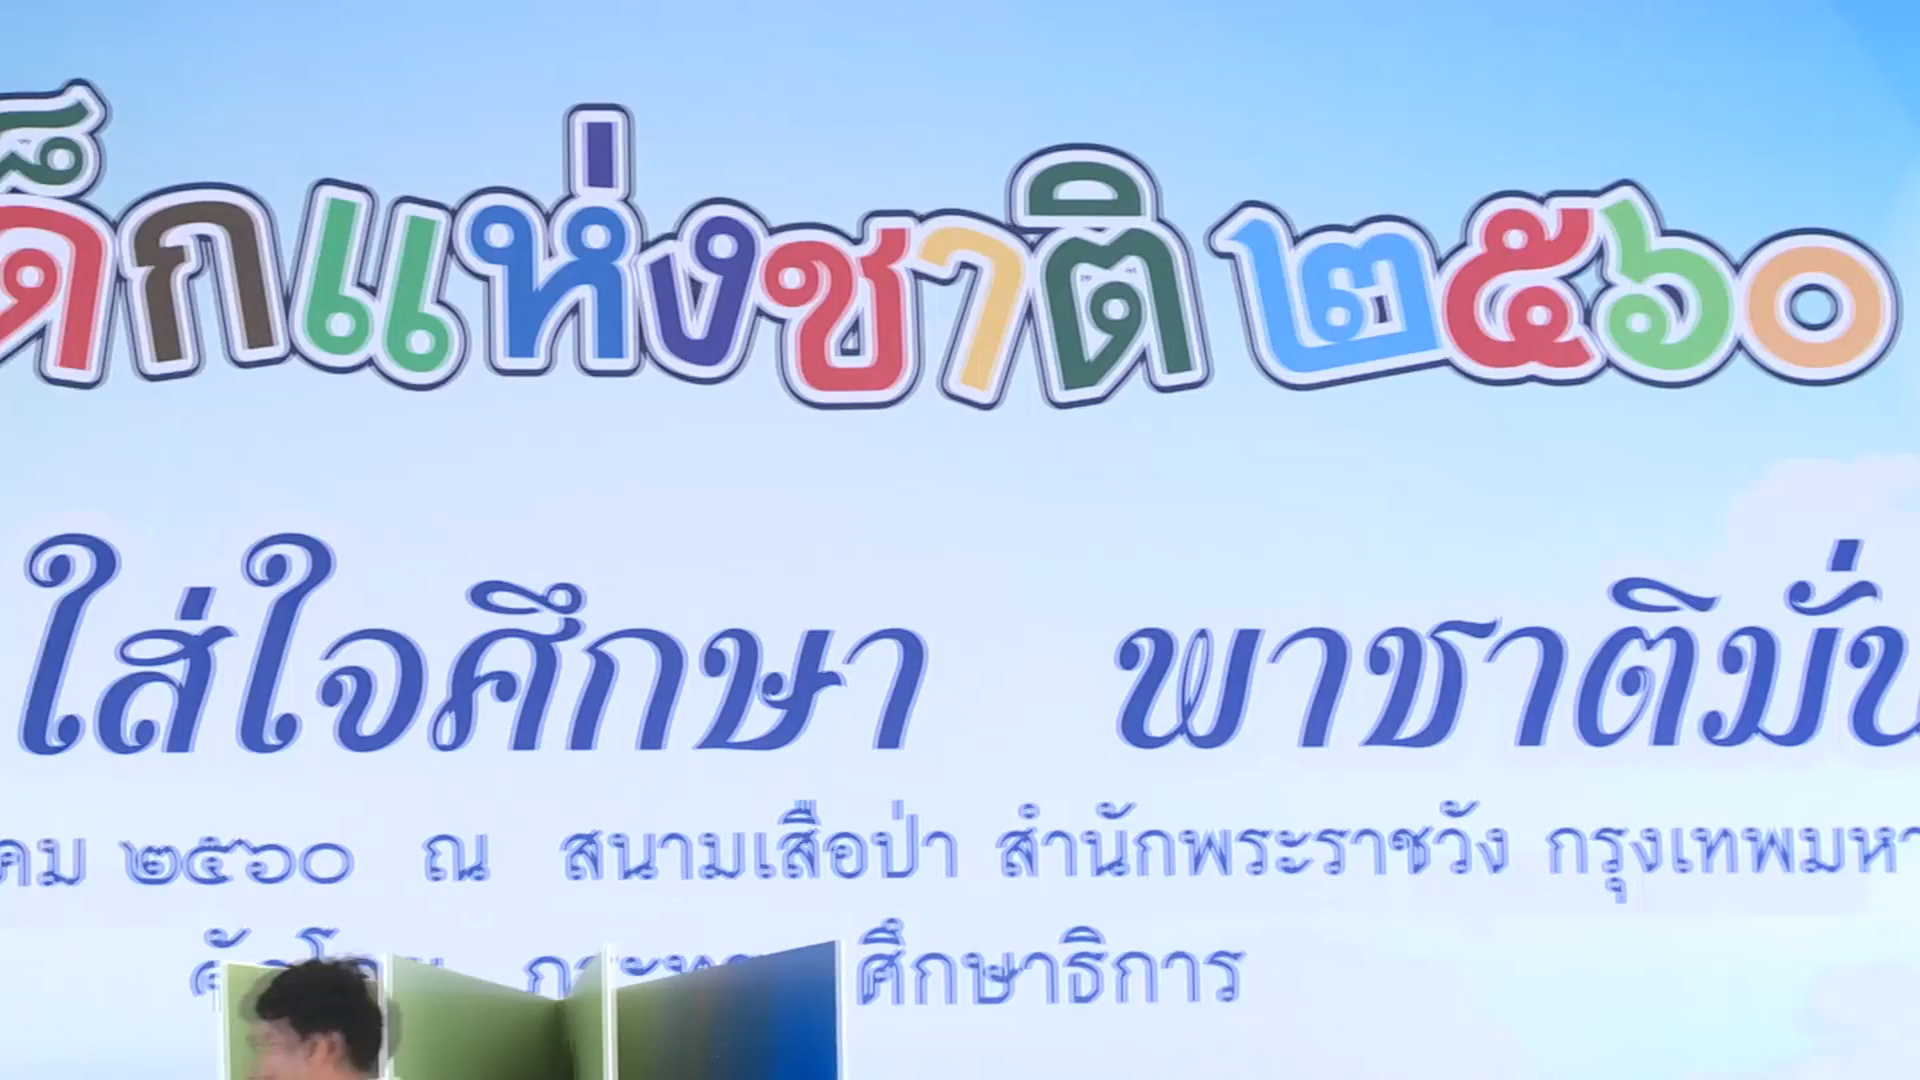 ด็กแห่งชาติ ๒๕๖๐
ใส่ใจศึกษา พาชาติมั่น
คม ๒๕๖๐ ณ สนามเสือป่า สำนักพระราชวัง กรุงเทพมหา
ศึกษาธิการ